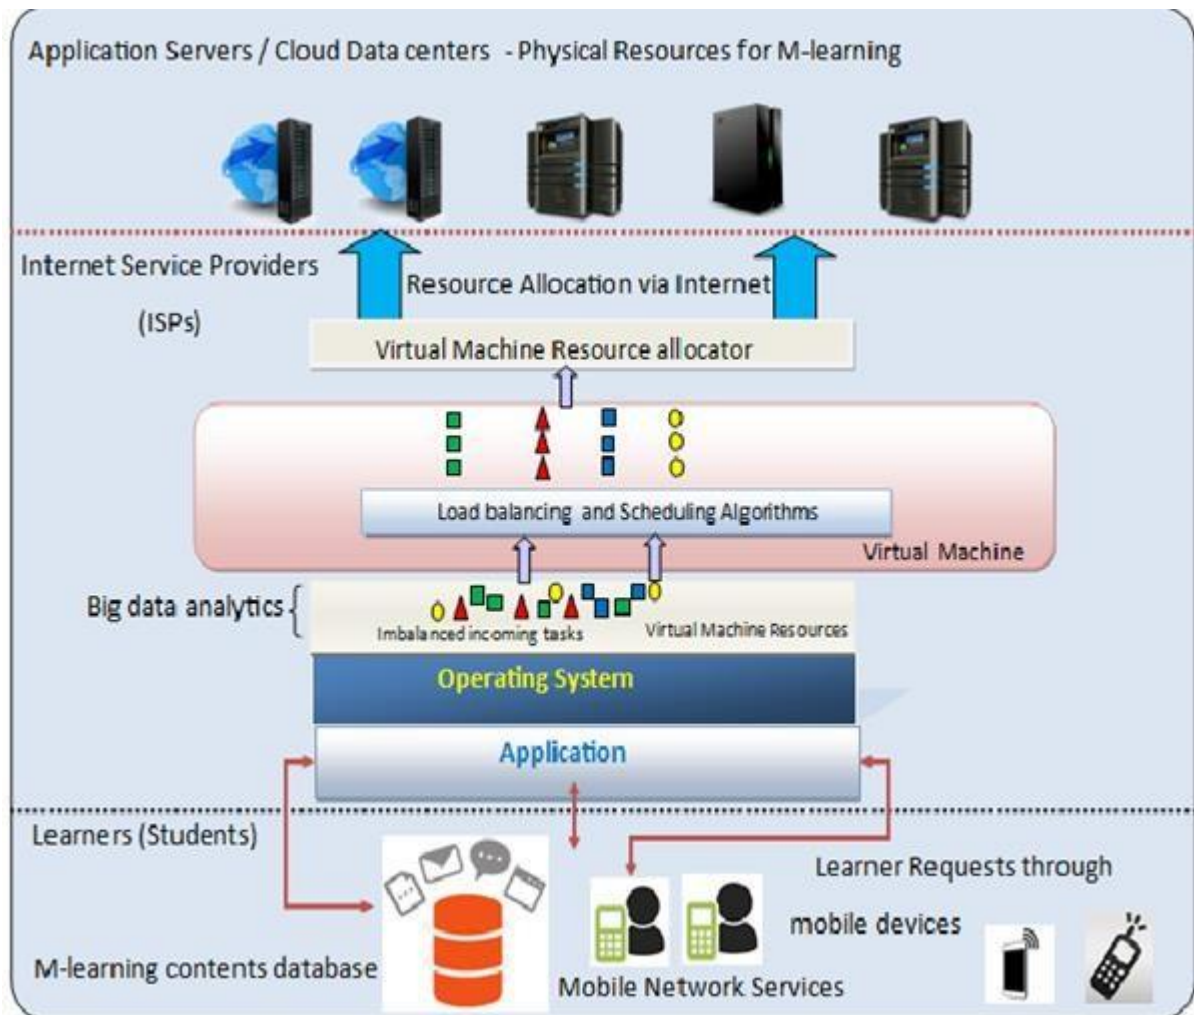 Application Servers / Cloud Data centers - Physical Resources for M-learning
Internet Service Providers
(ISPs)
Resource Allocation via Internet
Virtual Machine Resource allocator
Load balancing and Scheduling Algorithms
Virtual Machine
Big data analytics
Imbalanced incoming tasks
Virtual Machine Resources
Operating System
Application
Learners (Students)
Learner Requests through
mobile devices
M-learning contents database
Mobile Network Services